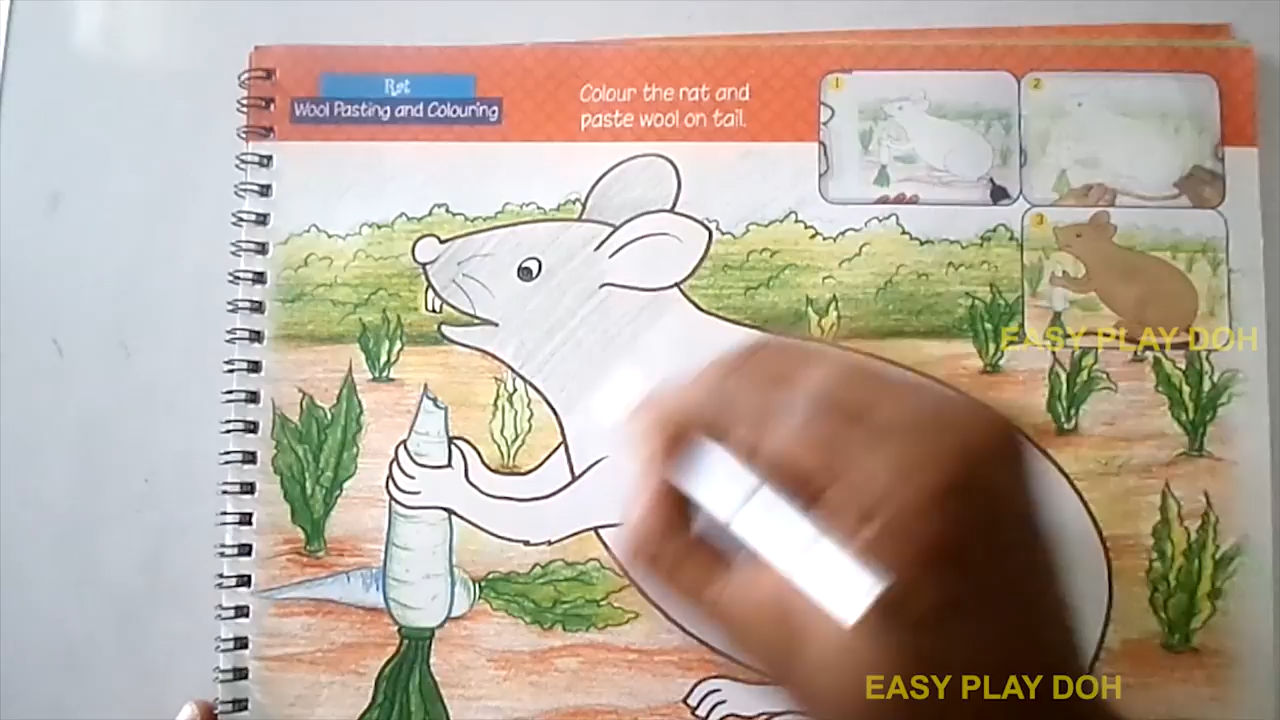 Rat
Wool Pasting and Colouring
Colour the rat and
paste wool on tail.
1
2
3
EASY PLAY DOH
EASY PLAY DOH